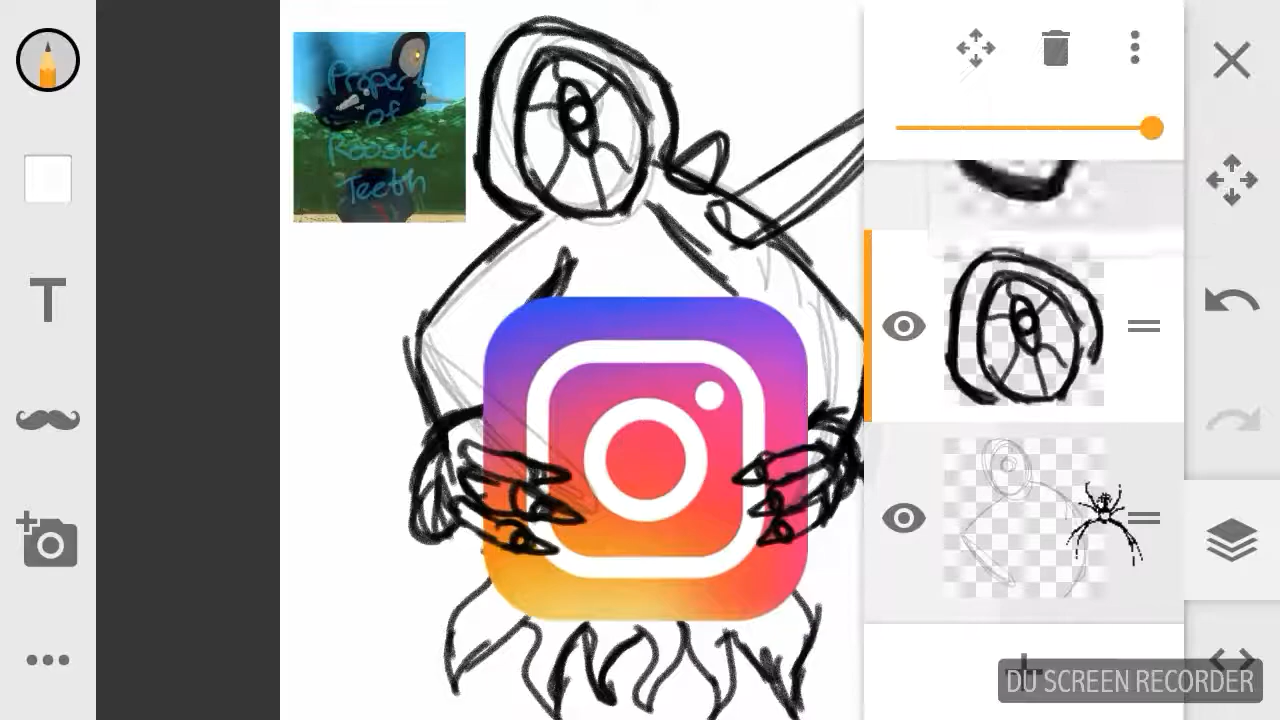 Property
of
Rooster
Teeth
T
DU SCREEN RECORDER